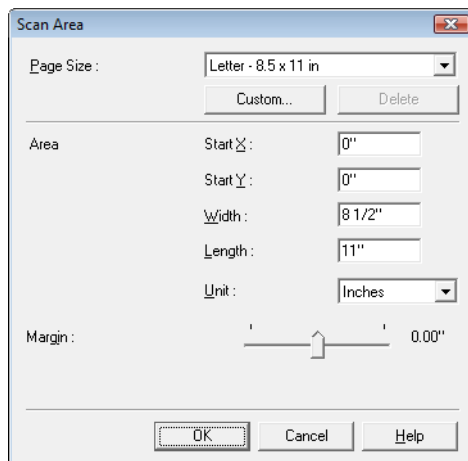 Scan Area
Page Size : Letter - 8.5 x 11 in
Custom... Delete
Area Start X : 0"
Start Y : 0"
Width : 8 1/2"
Length : 11"
Unit : Inches
Margin : 0.00"
OK Cancel Help